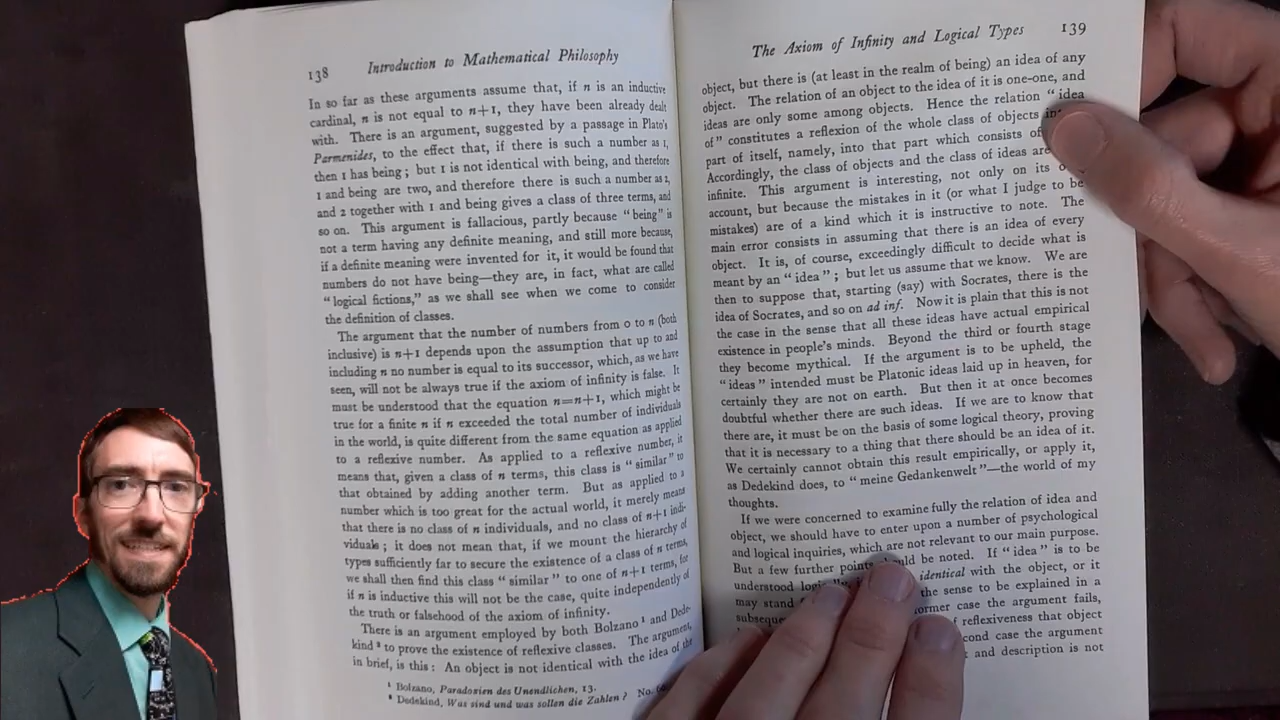 138 Introduction to Mathematical Philosophy
In so far as these arguments assume that, if n is an inductive
cardinal, n is not equal to n+1, they have been already dealt
with. There is an argument, suggested by a passage in Plato's
Parmenides, to the effect that, if there is such a number as 1,
then 1 has being; but 1 is not identical with being, and therefore
1 and being are two, and therefore there is such a number as 2,
and 2 together with 1 and being gives a class of three terms, and
so on. This argument is fallacious, partly because “being” is
not a term having any definite meaning, and still more because,
if a definite meaning were invented for it, it would be found that
numbers do not have being—they are, in fact, what are called
“logical fictions,” as we shall see when we come to consider
the definition of classes.
The argument that the number of numbers from 0 to n (both
inclusive) is n+1 depends upon the assumption that up to and
including n no number is equal to its successor, which, as we have
seen, will not be always true if the axiom of infinity is false. It
must be understood that the equation n=n+1, which might be
true for a finite n if n exceeded the total number of individuals
in the world, is quite different from the same equation as applied
to a reflexive number. As applied to a reflexive number, it
means that, given a class of n terms, this class is “similar” to
that obtained by adding another term. But as applied to a
number which is too great for the actual world, it merely means
that there is no class of n individuals, and no class of n+1 indi-
viduals; it does not mean that, if we mount the hierarchy of
types sufficiently far to secure the existence of a class of n terms,
we shall then find this class “similar” to one of n+1 terms, for
if n is inductive this will not be the case, quite independently of
the truth or falsehood of the axiom of infinity.
There is an argument employed by both Bolzano ¹ and Dede-
kind ² to prove the existence of reflexive classes. The argument,
in brief, is this: An object is not identical with the idea of the
¹ Bolzano, Paradoxien des Unendlichen, 13.
² Dedekind, Was sind und was sollen die Zahlen? No.
The Axiom of Infinity and Logical Types 139
object, but there is (at least in the realm of being) an idea of any
object. The relation of an object to the idea of it is one-one, and
ideas are only some among objects. Hence the relation “idea
of” constitutes a reflexion of the whole class of objects
part of itself, namely, into that part which consists of
Accordingly, the class of objects and the class of ideas are
infinite. This argument is interesting, not only on its
account, but because the mistakes in it (or what I judge to be
mistakes) are of a kind which it is instructive to note. The
main error consists in assuming that there is an idea of every
object. It is, of course, exceedingly difficult to decide what is
meant by an “idea”; but let us assume that we know. We are
then to suppose that, starting (say) with Socrates, there is the
idea of Socrates, and so on ad inf. Now it is plain that this is not
the case in the sense that all these ideas have actual empirical
existence in people's minds. Beyond the third or fourth stage
they become mythical. If the argument is to be upheld, the
“ideas” intended must be Platonic ideas laid up in heaven, for
certainly they are not on earth. But then it at once becomes
doubtful whether there are such ideas. If we are to know that
there are, it must be on the basis of some logical theory, proving
that it is necessary to a thing that there should be an idea of it.
We certainly cannot obtain this result empirically, or apply it,
as Dedekind does, to “meine Gedankenwelt”—the world of my
thoughts.
If we were concerned to examine fully the relation of idea and
object, we should have to enter upon a number of psychological
and logical inquiries, which are not relevant to our main purpose.
But a few further points should be noted. If “idea” is to be
understood identical with the object, or it
may stand the sense to be explained in a
former case the argument fails,
reflexiveness that object
second case the argument
and description is not